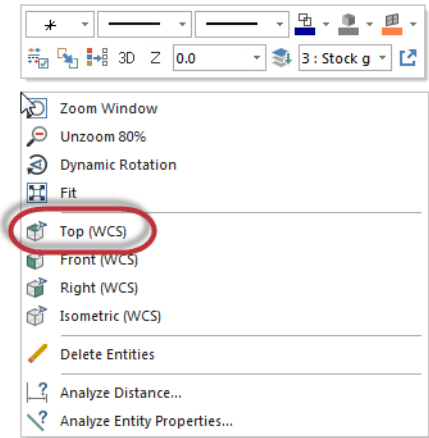 3D Z 0.0 3 : Stock g
Zoom Window
Unzoom 80%
Dynamic Rotation
Fit
Top (WCS)
Front (WCS)
Right (WCS)
Isometric (WCS)
Delete Entities
Analyze Distance...
Analyze Entity Properties...